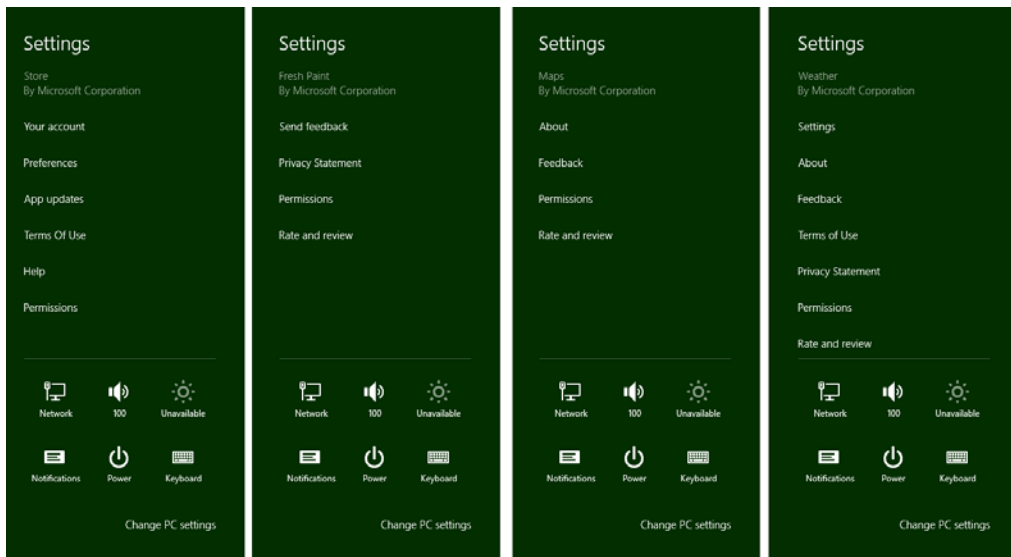 Settings
Store
By Microsoft Corporation
Your account
Preferences
App updates
Terms Of Use
Help
Permissions
Network
100
Unavailable
Notifications
Power
Keyboard
Change PC settings
Settings
Fresh Paint
By Microsoft Corporation
Send feedback
Privacy Statement
Permissions
Rate and review
Network
100
Unavailable
Notifications
Power
Keyboard
Change PC settings
Settings
Maps
By Microsoft Corporation
About
Feedback
Permissions
Rate and review
Network
100
Unavailable
Notifications
Power
Keyboard
Change PC settings
Settings
Weather
By Microsoft Corporation
Settings
About
Feedback
Terms of Use
Privacy Statement
Permissions
Rate and review
Network
100
Unavailable
Notifications
Power
Keyboard
Change PC settings